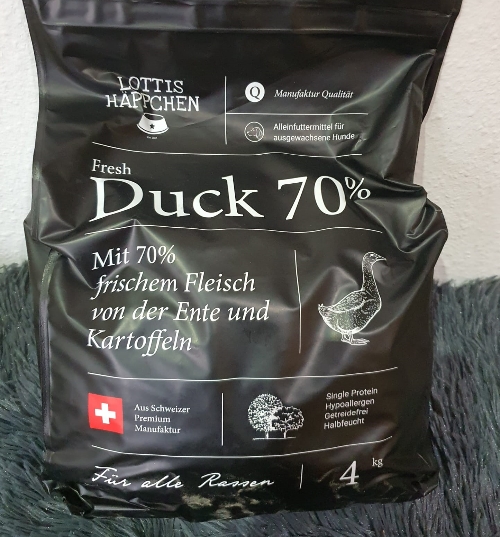 LOTTIS
HÄPPCHEN
Q Manufaktur Qualität
Alleinfuttermittel für
ausgewachsene Hunde
Fresh
Duck 70%
Mit 70%
frischem Fleisch
von der Ente und
Kartoffeln
Aus Schweizer
Premium
Manufaktur
Single Protein
Hypoallergen
Getreidefrei
Halbfeucht
Für alle Rassen
4 kg